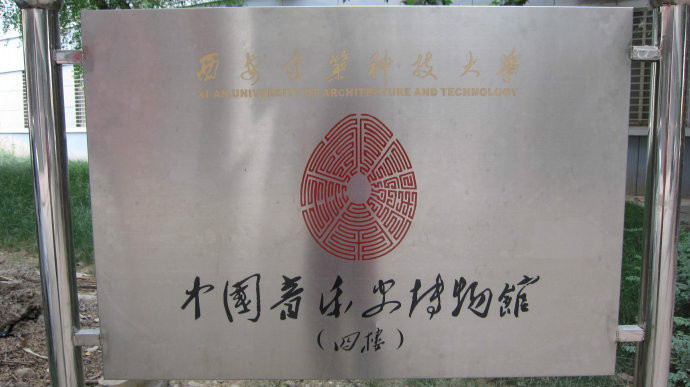 西安建築科技大學
XI'AN UNIVERSITY OF ARCHITECTURE AND TECHNOLOGY
中國音乐史博物館
(四樓)